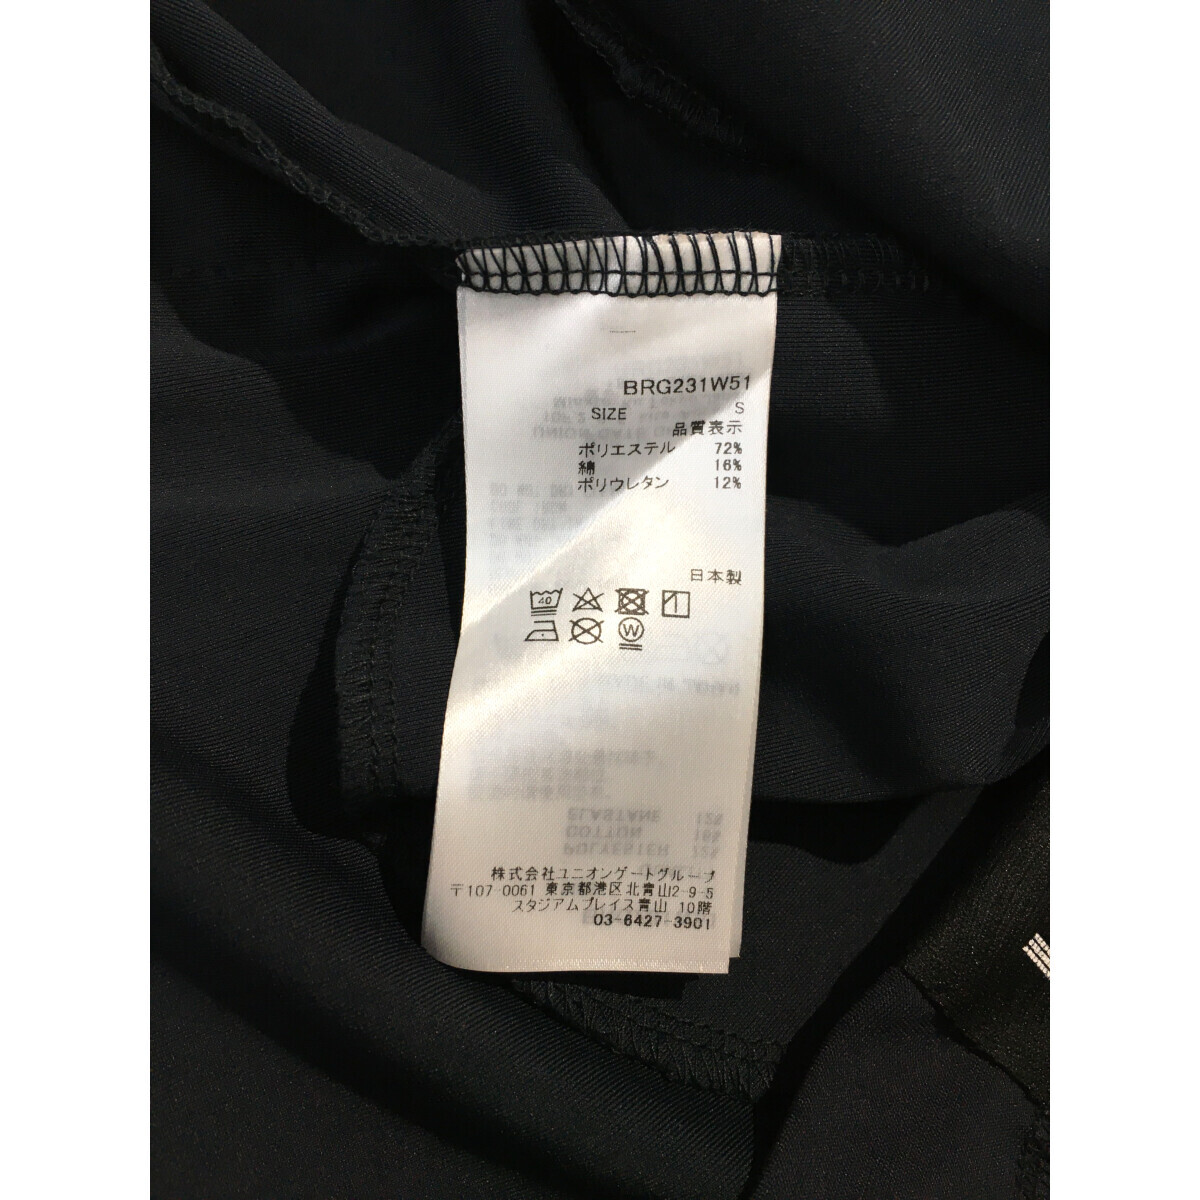 BRG231W51
SIZE S
品質表示
ポリエステル 72%
綿 16%
ポリウレタン 12%
日本製
40
W
株式会社ユニオンゲートグループ
〒107-0061 東京都港区北青山2-9-5
スタジアムプレイス青山 10階
03-6427-3901